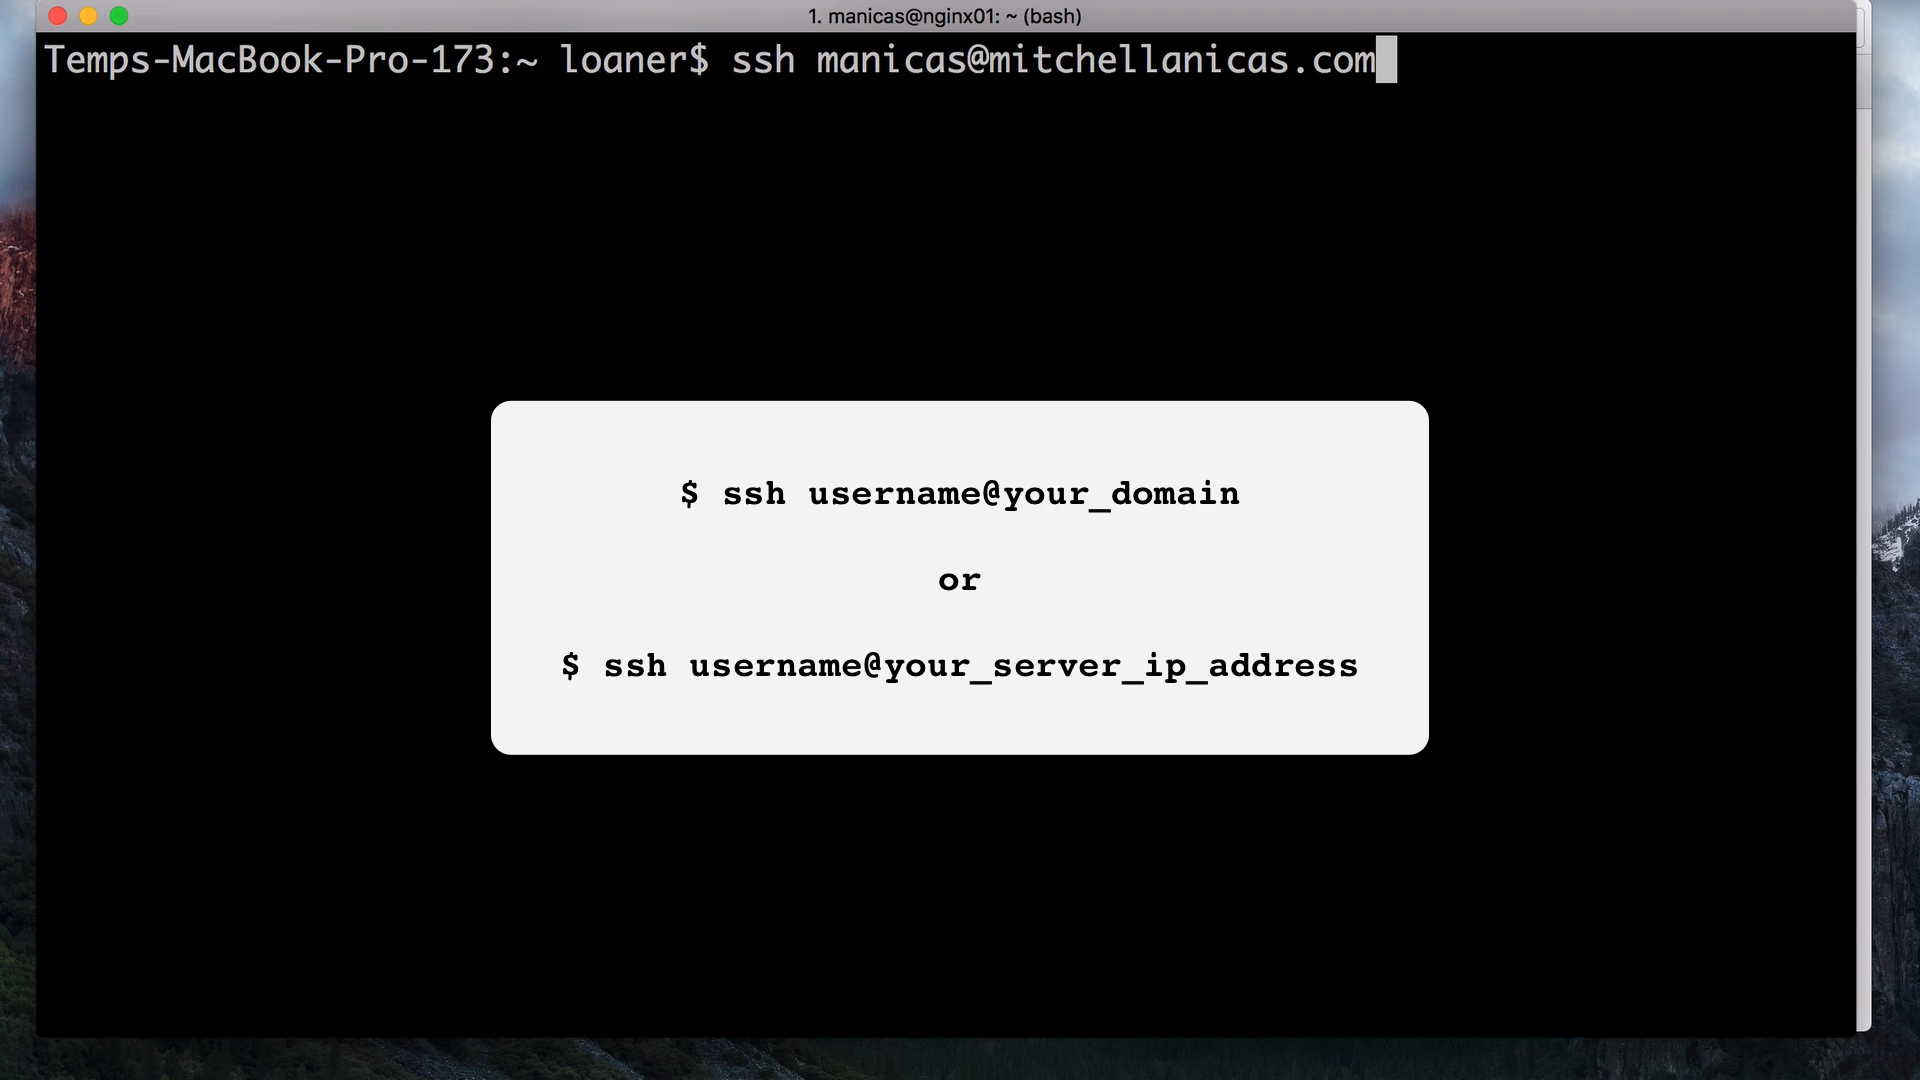 1. manicas@nginx01: ~ (bash)
Temps-MacBook-Pro-173:~ loaner$ ssh manicas@mitchellanicas.com
$ ssh username@your_domain
or
$ ssh username@your_server_ip_address